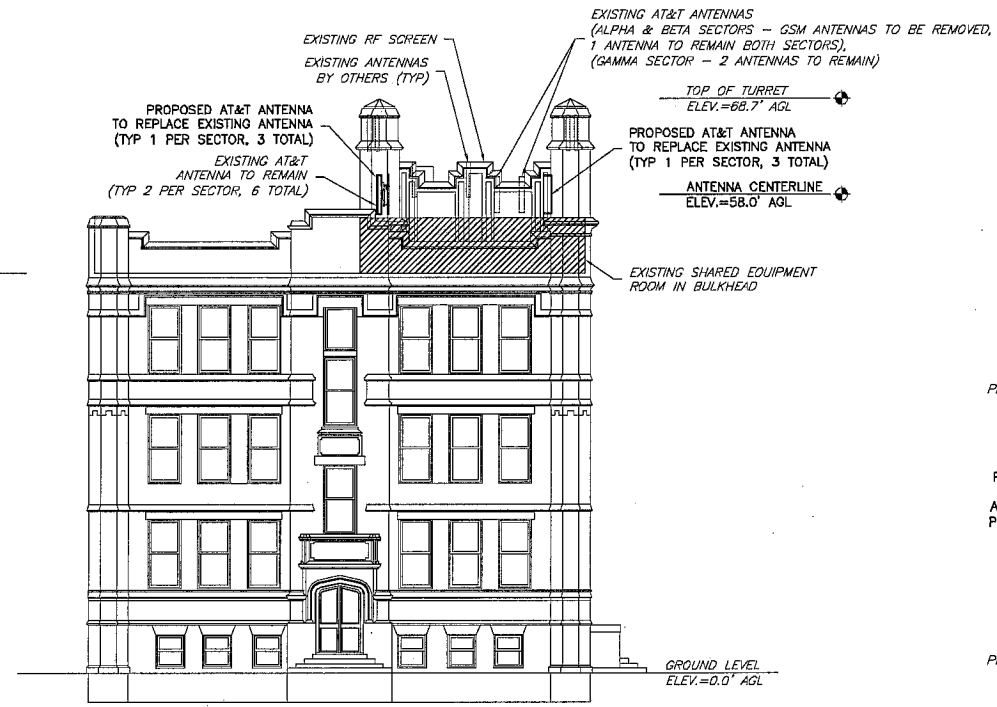 EXISTING AT&T ANTENNAS
(ALPHA & BETA SECTORS – GSM ANTENNAS TO BE REMOVED,
1 ANTENNA TO REMAIN BOTH SECTORS),
(GAMMA SECTOR – 2 ANTENNAS TO REMAIN)
EXISTING RF SCREEN
EXISTING ANTENNAS
BY OTHERS (TYP)
TOP OF TURRET
ELEV.=68.7' AGL
PROPOSED AT&T ANTENNA
TO REPLACE EXISTING ANTENNA
(TYP 1 PER SECTOR, 3 TOTAL)
EXISTING AT&T
ANTENNA TO REMAIN
(TYP 2 PER SECTOR, 6 TOTAL)
PROPOSED AT&T ANTENNA
TO REPLACE EXISTING ANTENNA
(TYP 1 PER SECTOR, 3 TOTAL)
ANTENNA CENTERLINE
ELEV.=58.0' AGL
EXISTING SHARED EQUIPMENT
ROOM IN BULKHEAD
GROUND LEVEL
ELEV.=0.0' AGL